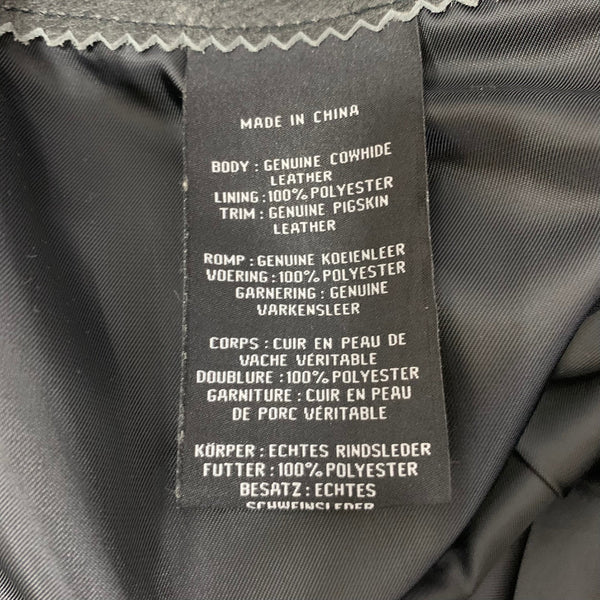 MADE IN CHINA
BODY : GENUINE COWHIDE
LEATHER
LINING : 100% POLYESTER
TRIM : GENUINE PIGSKIN
LEATHER
ROMP : GENUINE KOEIENLEER
VOERING : 100% POLYESTER
GARNERING : GENUINE
VARKENSLEER
CORPS : CUIR EN PEAU DE
VACHE VÉRITABLE
DOUBLURE : 100% POLYESTER
GARNITURE : CUIR EN PEAU
DE PORC VÉRITABLE
KÖRPER : ECHTES RINDSLEDER
FUTTER : 100% POLYESTER
BESATZ : ECHTES
SCHWEINSLEDER